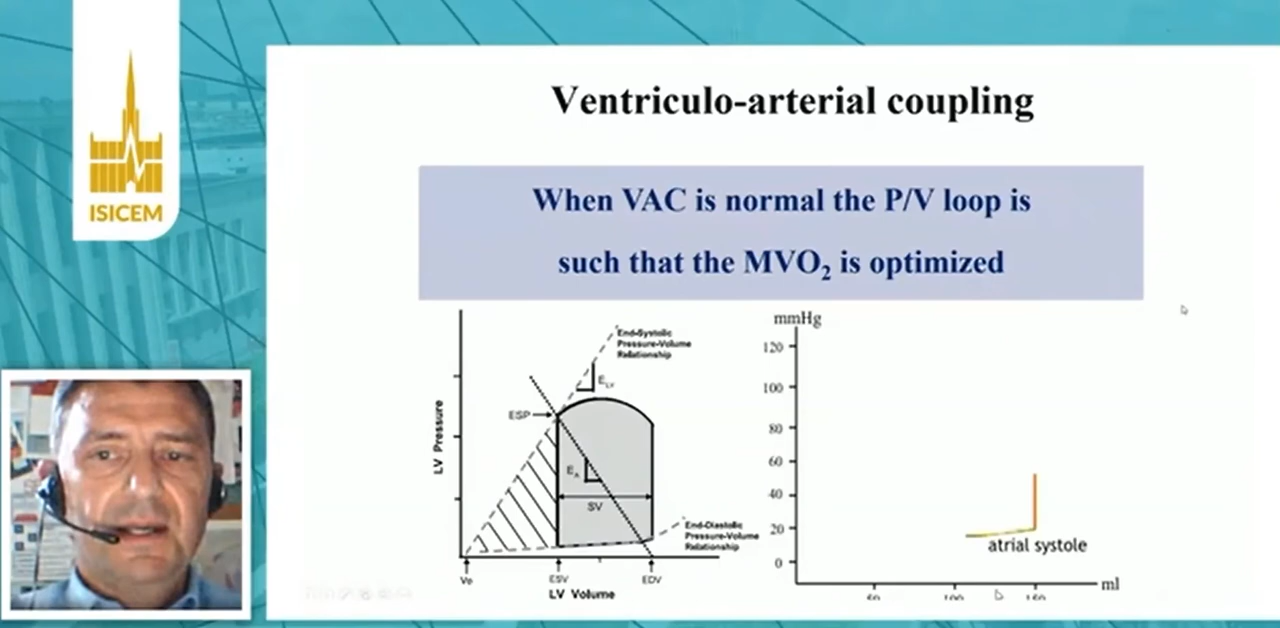 ISICEM
Ventriculo-arterial coupling
When VAC is normal the P/V loop is
such that the MVO₂ is optimized
End-Systolic
Pressure-Volume
Relationship
E_LV
ESP
LV Pressure
E_A
SV
End-Diastolic
Pressure-Volume
Relationship
Vo
ESV
EDV
LV Volume
mmHg
120
100
80
60
40
20
0
atrial systole
ml
50
100
150